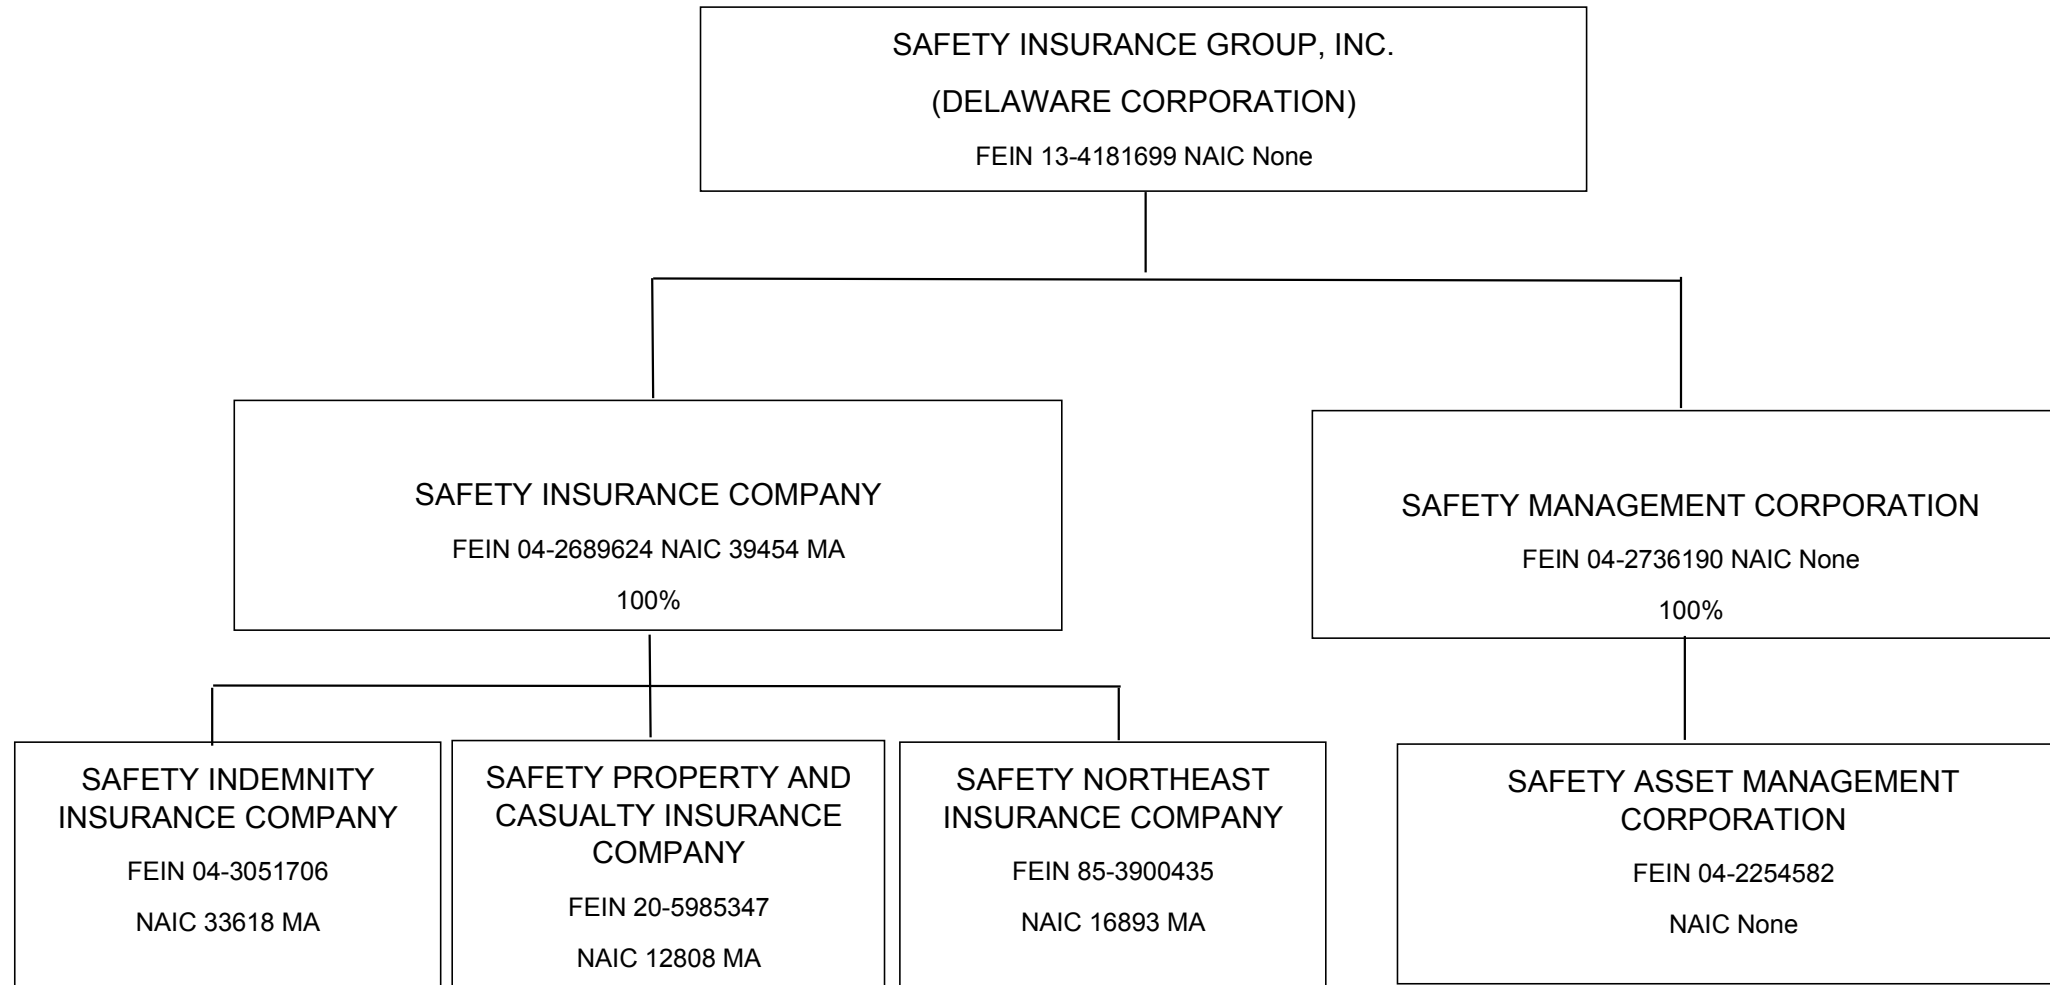 SAFETY INSURANCE GROUP, INC.
(DELAWARE CORPORATION)
FEIN 13-4181699 NAIC None
SAFETY INSURANCE COMPANY
FEIN 04-2689624 NAIC 39454 MA
100%
SAFETY MANAGEMENT CORPORATION
FEIN 04-2736190 NAIC None
100%
SAFETY INDEMNITY
INSURANCE COMPANY
FEIN 04-3051706
NAIC 33618 MA
SAFETY PROPERTY AND
CASUALTY INSURANCE
COMPANY
FEIN 20-5985347
NAIC 12808 MA
SAFETY NORTHEAST
INSURANCE COMPANY
FEIN 85-3900435
NAIC 16893 MA
SAFETY ASSET MANAGEMENT
CORPORATION
FEIN 04-2254582
NAIC None